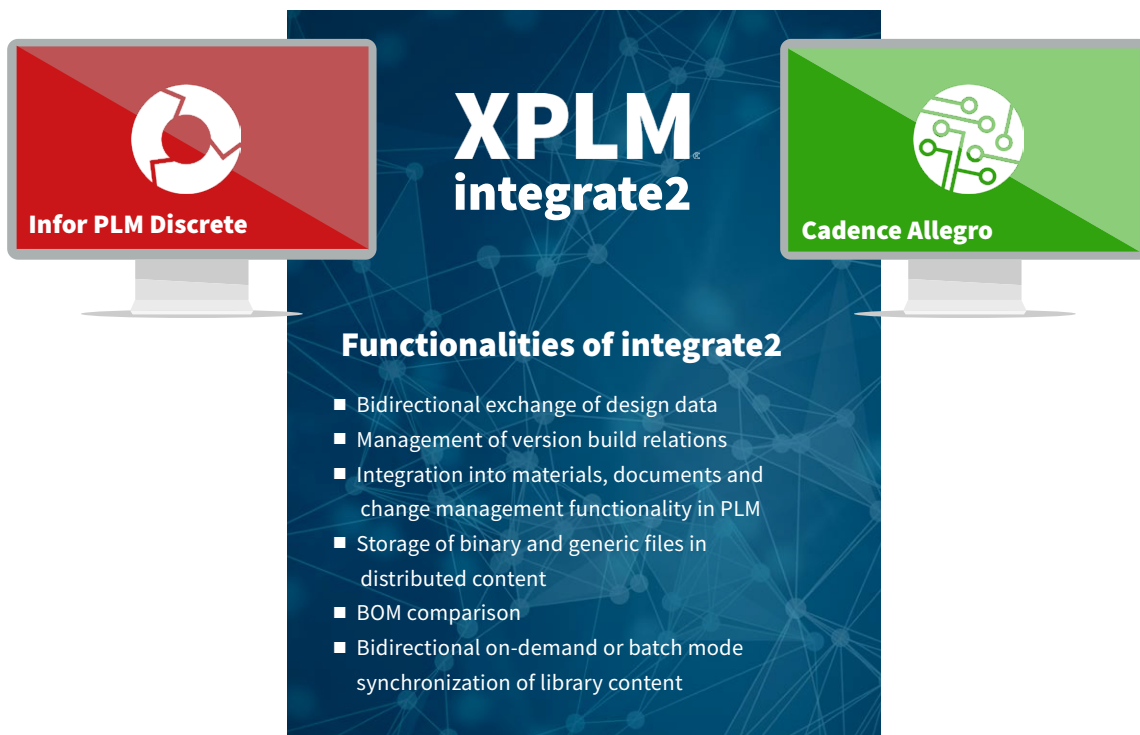 XPLM®
integrate2
Infor PLM Discrete
Cadence Allegro
Functionalities of integrate2
■ Bidirectional exchange of design data
■ Management of version build relations
■ Integration into materials, documents and
change management functionality in PLM
■ Storage of binary and generic files in
distributed content
■ BOM comparison
■ Bidirectional on-demand or batch mode
synchronization of library content